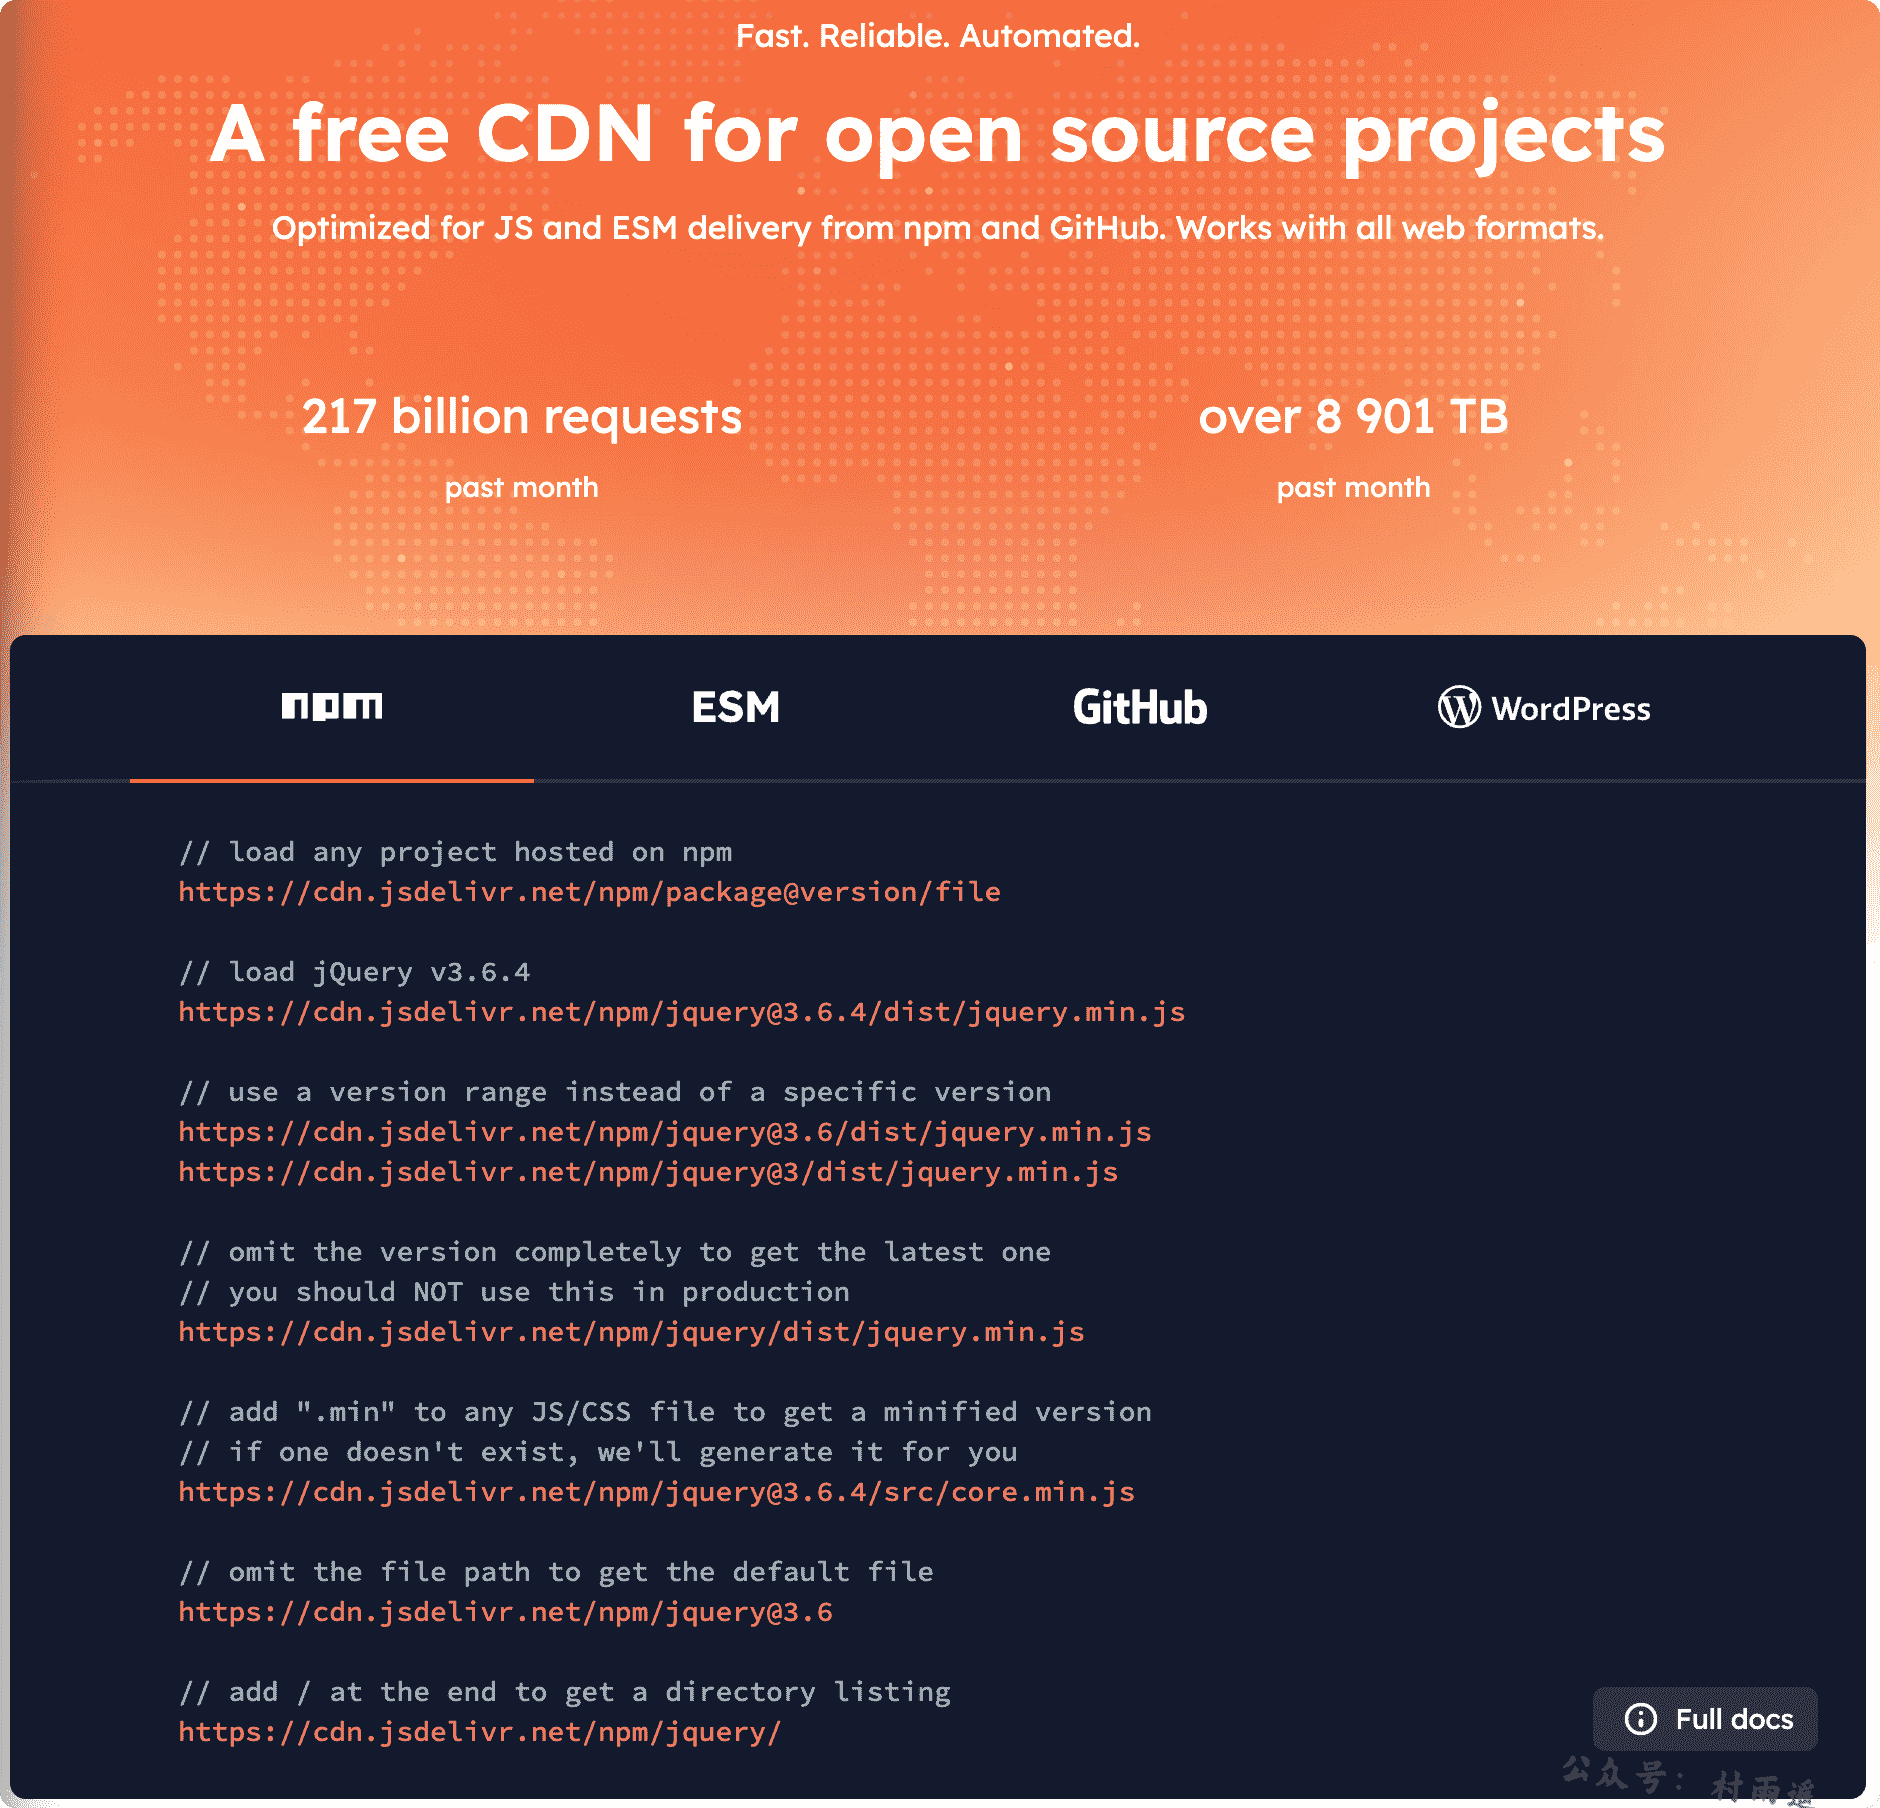 Fast. Reliable. Automated.
A free CDN for open source projects
Optimized for JS and ESM delivery from npm and GitHub. Works with all web formats.
217 billion requests
past month
over 8 901 TB
past month
npm
ESM
GitHub
WordPress
// load any project hosted on npm
https://cdn.jsdelivr.net/npm/package@version/file
// load jQuery v3.6.4
https://cdn.jsdelivr.net/npm/jquery@3.6.4/dist/jquery.min.js
// use a version range instead of a specific version
https://cdn.jsdelivr.net/npm/jquery@3.6/dist/jquery.min.js
https://cdn.jsdelivr.net/npm/jquery@3/dist/jquery.min.js
// omit the version completely to get the latest one
// you should NOT use this in production
https://cdn.jsdelivr.net/npm/jquery/dist/jquery.min.js
// add ".min" to any JS/CSS file to get a minified version
// if one doesn't exist, we'll generate it for you
https://cdn.jsdelivr.net/npm/jquery@3.6.4/src/core.min.js
// omit the file path to get the default file
https://cdn.jsdelivr.net/npm/jquery@3.6
// add / at the end to get a directory listing
https://cdn.jsdelivr.net/npm/jquery/
Full docs
公众号：村雨遥